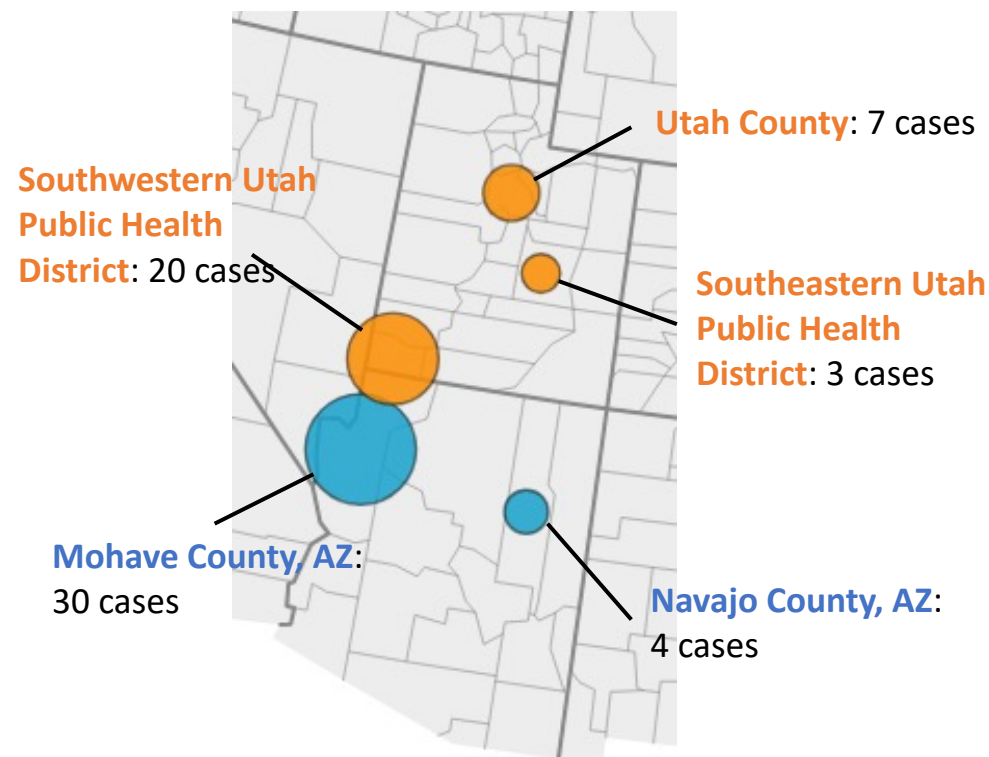 Utah County: 7 cases
Southwestern Utah
Public Health
District: 20 cases
Southeastern Utah
Public Health
District: 3 cases
Mohave County, AZ:
30 cases
Navajo County, AZ:
4 cases